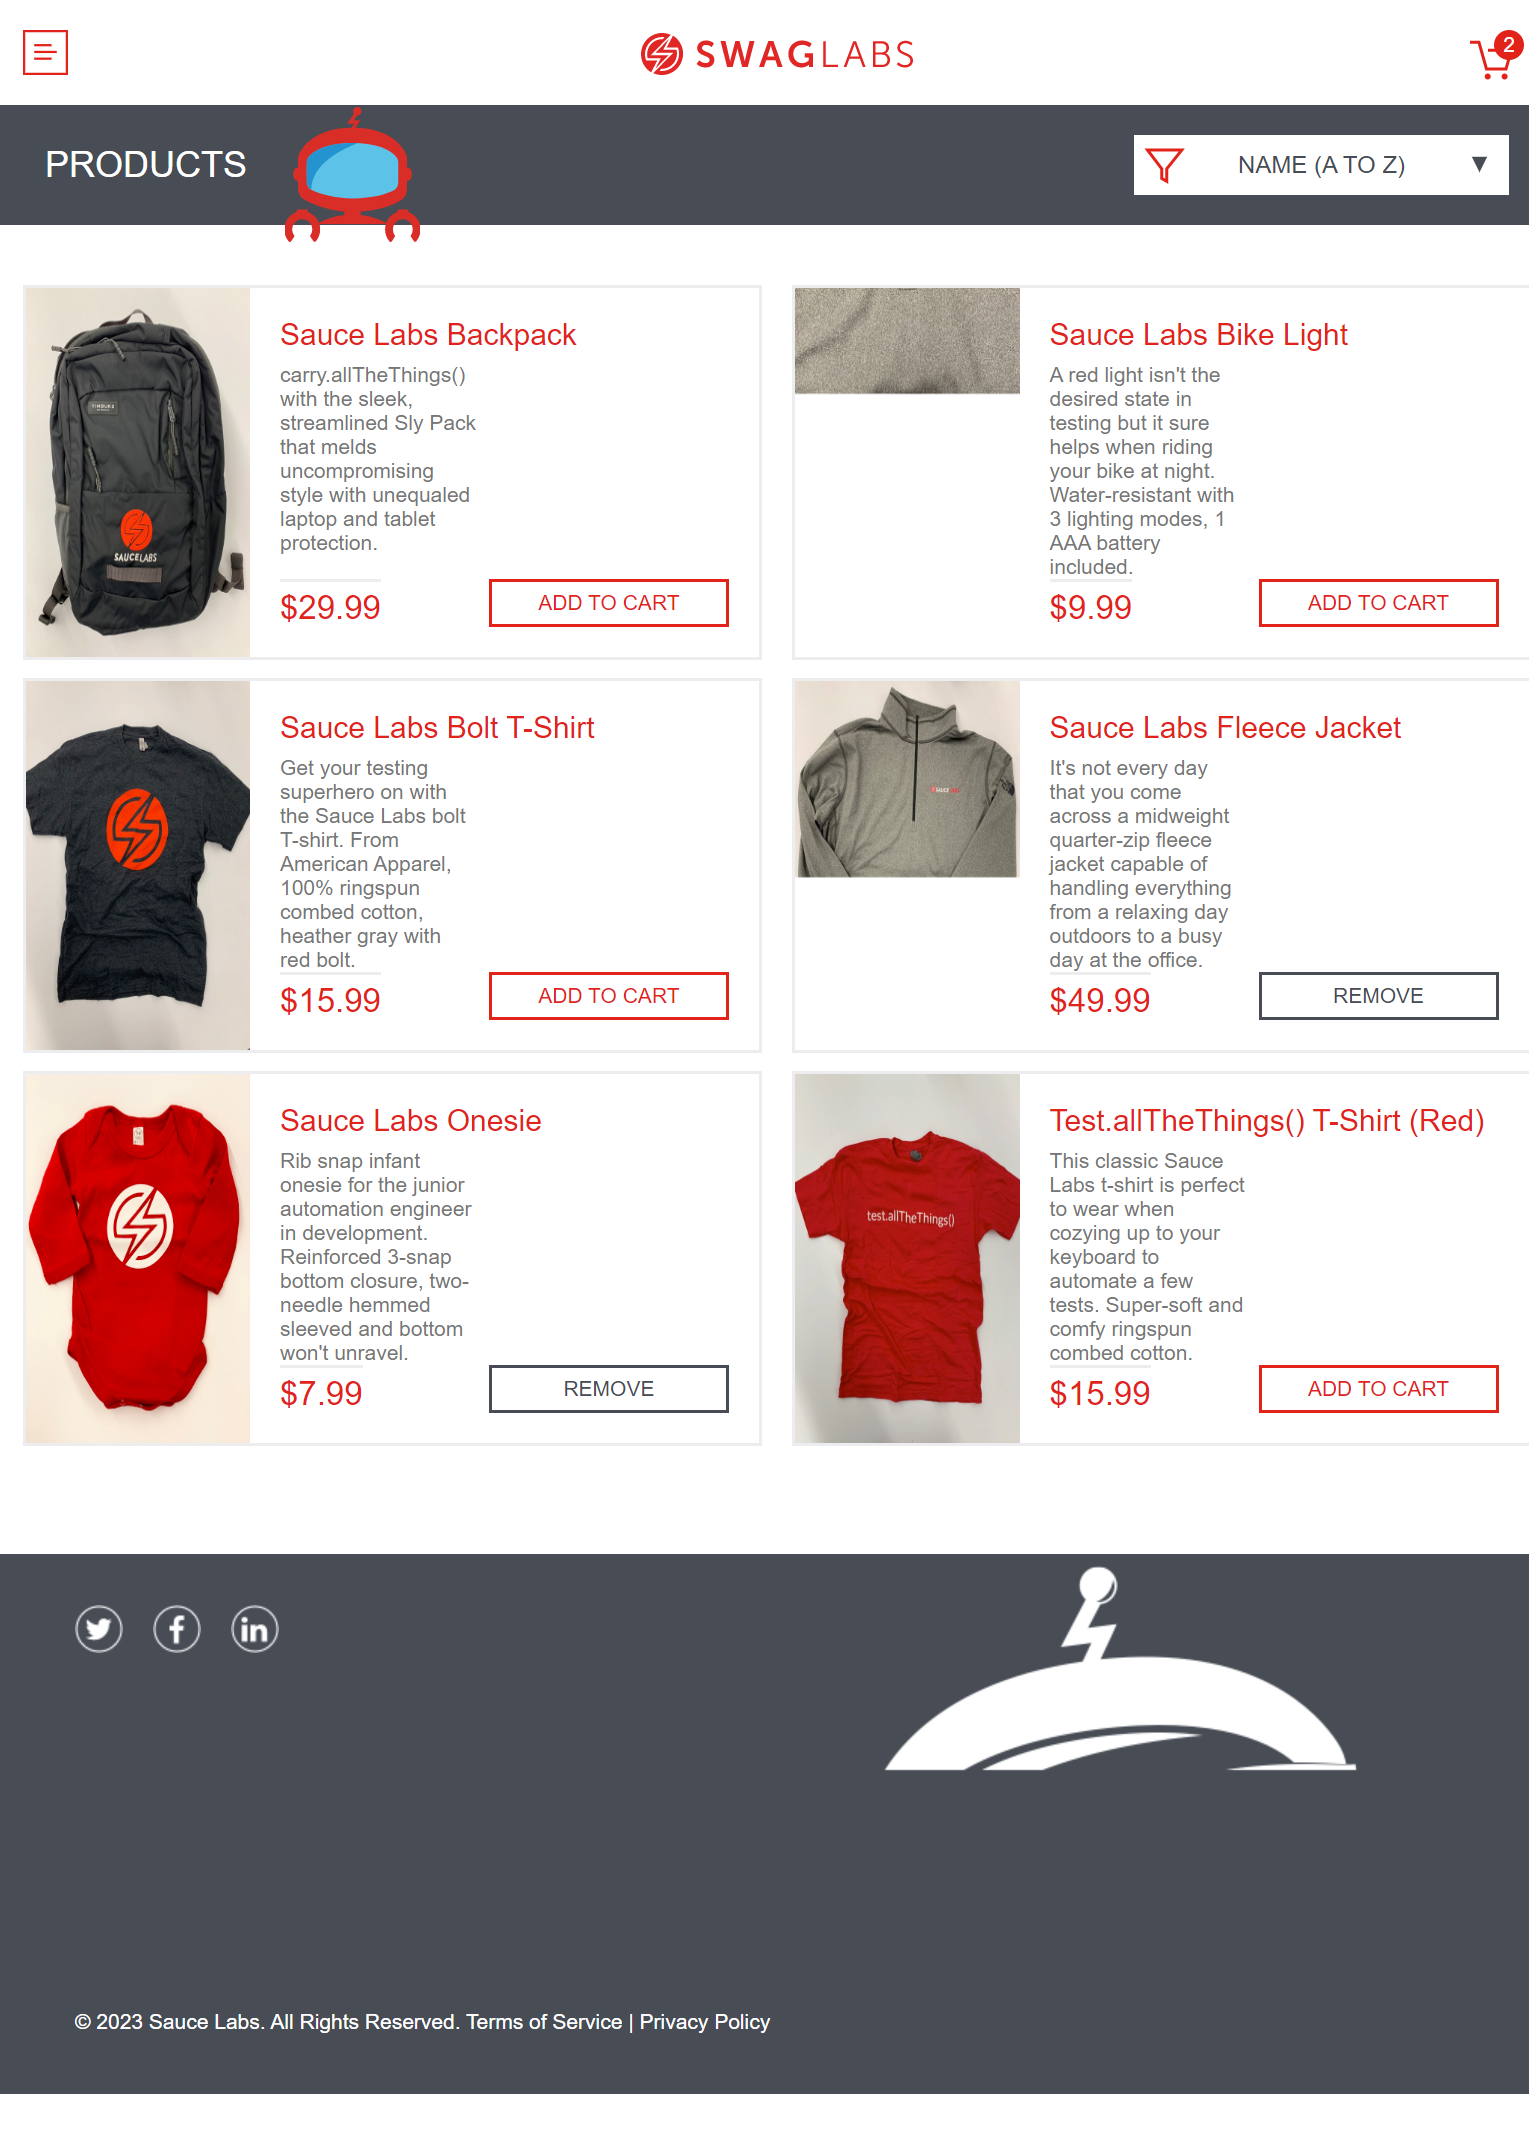 SWAGLABS
2
PRODUCTS
NAME (A TO Z)
▼
Sauce Labs Backpack
carry.allTheThings()
with the sleek,
streamlined Sly Pack
that melds
uncompromising
style with unequaled
laptop and tablet
protection.
$29.99
ADD TO CART
TIMBUK2
SAUCELABS
Sauce Labs Bike Light
A red light isn't the
desired state in
testing but it sure
helps when riding
your bike at night.
Water-resistant with
3 lighting modes, 1
AAA battery
included.
$9.99
ADD TO CART
Sauce Labs Bolt T-Shirt
Get your testing
superhero on with
the Sauce Labs bolt
T-shirt. From
American Apparel,
100% ringspun
combed cotton,
heather gray with
red bolt.
$15.99
ADD TO CART
Sauce Labs Fleece Jacket
It's not every day
that you come
across a midweight
quarter-zip fleece
jacket capable of
handling everything
from a relaxing day
outdoors to a busy
day at the office.
$49.99
REMOVE
SAUCE
Sauce Labs Onesie
Rib snap infant
onesie for the junior
automation engineer
in development.
Reinforced 3-snap
bottom closure, two-
needle hemmed
sleeved and bottom
won't unravel.
$7.99
REMOVE
Test.allTheThings() T-Shirt (Red)
This classic Sauce
Labs t-shirt is perfect
to wear when
cozying up to your
keyboard to
automate a few
tests. Super-soft and
comfy ringspun
combed cotton.
$15.99
ADD TO CART
test.allTheThings()
© 2023 Sauce Labs. All Rights Reserved. Terms of Service | Privacy Policy